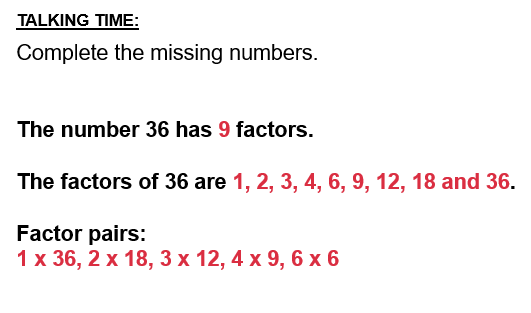 TALKING TIME:
Complete the missing numbers.
The number 36 has 9 factors.
The factors of 36 are 1, 2, 3, 4, 6, 9, 12, 18 and 36.
Factor pairs:
1 x 36, 2 x 18, 3 x 12, 4 x 9, 6 x 6